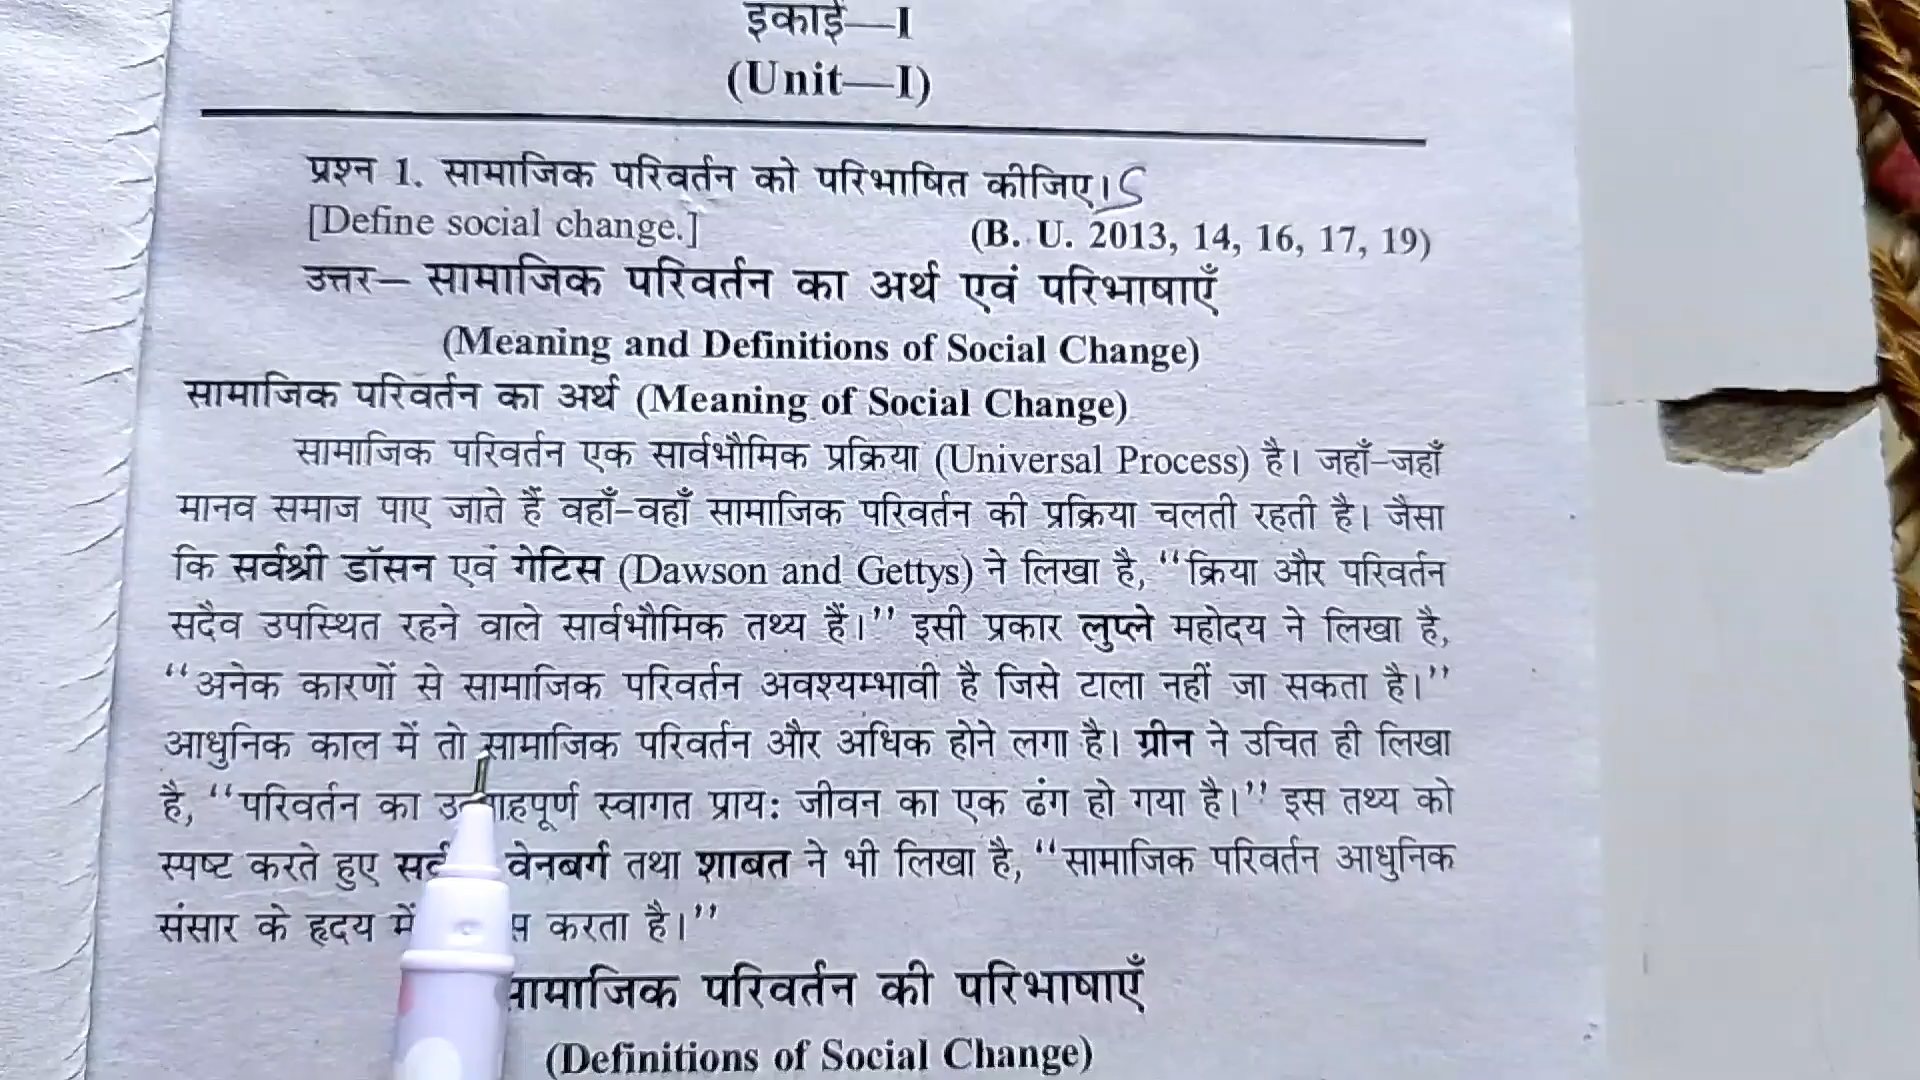 इकाई—I
(Unit—I)
प्रश्न 1. सामाजिक परिवर्तन को परिभाषित कीजिए। S
[Define social change.] (B. U. 2013, 14, 16, 17, 19)
उत्तर— सामाजिक परिवर्तन का अर्थ एवं परिभाषाएँ
(Meaning and Definitions of Social Change)
सामाजिक परिवर्तन का अर्थ (Meaning of Social Change)
सामाजिक परिवर्तन एक सार्वभौमिक प्रक्रिया (Universal Process) है। जहाँ-जहाँ
मानव समाज पाए जाते हैं वहाँ-वहाँ सामाजिक परिवर्तन की प्रक्रिया चलती रहती है। जैसा
कि सर्वश्री डॉसन एवं गेटिस (Dawson and Gettys) ने लिखा है, “क्रिया और परिवर्तन
सदैव उपस्थित रहने वाले सार्वभौमिक तथ्य हैं।” इसी प्रकार लुप्ले महोदय ने लिखा है,
“अनेक कारणों से सामाजिक परिवर्तन अवश्यम्भावी है जिसे टाला नहीं जा सकता है।”
आधुनिक काल में तो सामाजिक परिवर्तन और अधिक होने लगा है। ग्रीन ने उचित ही लिखा
है, “परिवर्तन का स्वागत प्राय: जीवन का एक ढंग हो गया है।” इस तथ्य को
स्पष्ट करते हुए वेनबर्ग तथा शाबत ने भी लिखा है, “सामाजिक परिवर्तन आधुनिक
संसार के हृदय में करता है।”
परिवर्तन की परिभाषाएँ
(Definitions of Social Change)